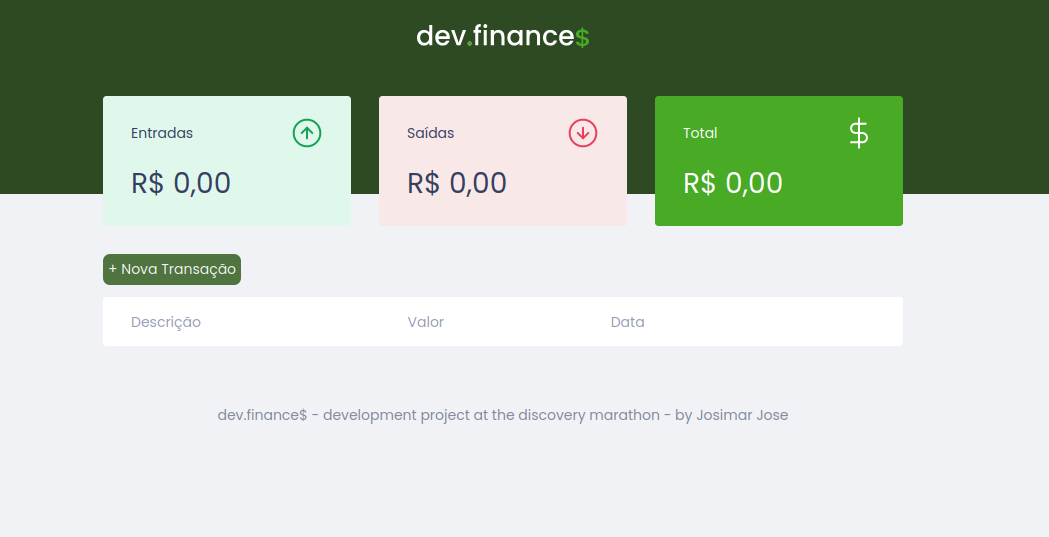 dev.finance$
Entradas
R$ 0,00
Saídas
R$ 0,00
Total
$
R$ 0,00
+ Nova Transação
Descrição Valor Data
dev.finance$ - development project at the discovery marathon - by Josimar Jose